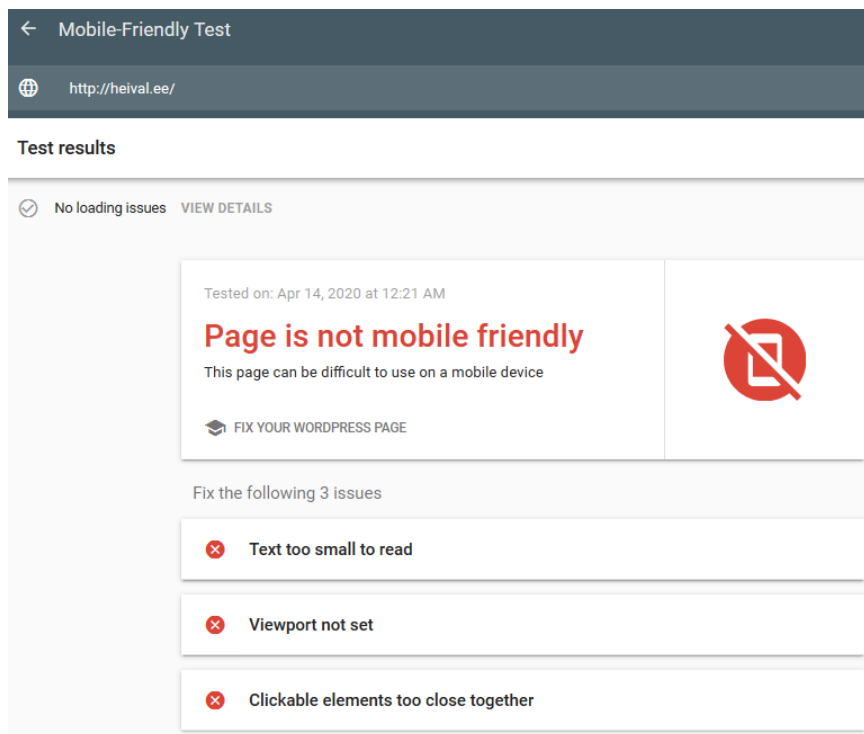 Mobile-Friendly Test
http://heival.ee/
Test results
No loading issues VIEW DETAILS
Tested on: Apr 14, 2020 at 12:21 AM
Page is not mobile friendly
This page can be difficult to use on a mobile device
FIX YOUR WORDPRESS PAGE
Fix the following 3 issues
Text too small to read
Viewport not set
Clickable elements too close together